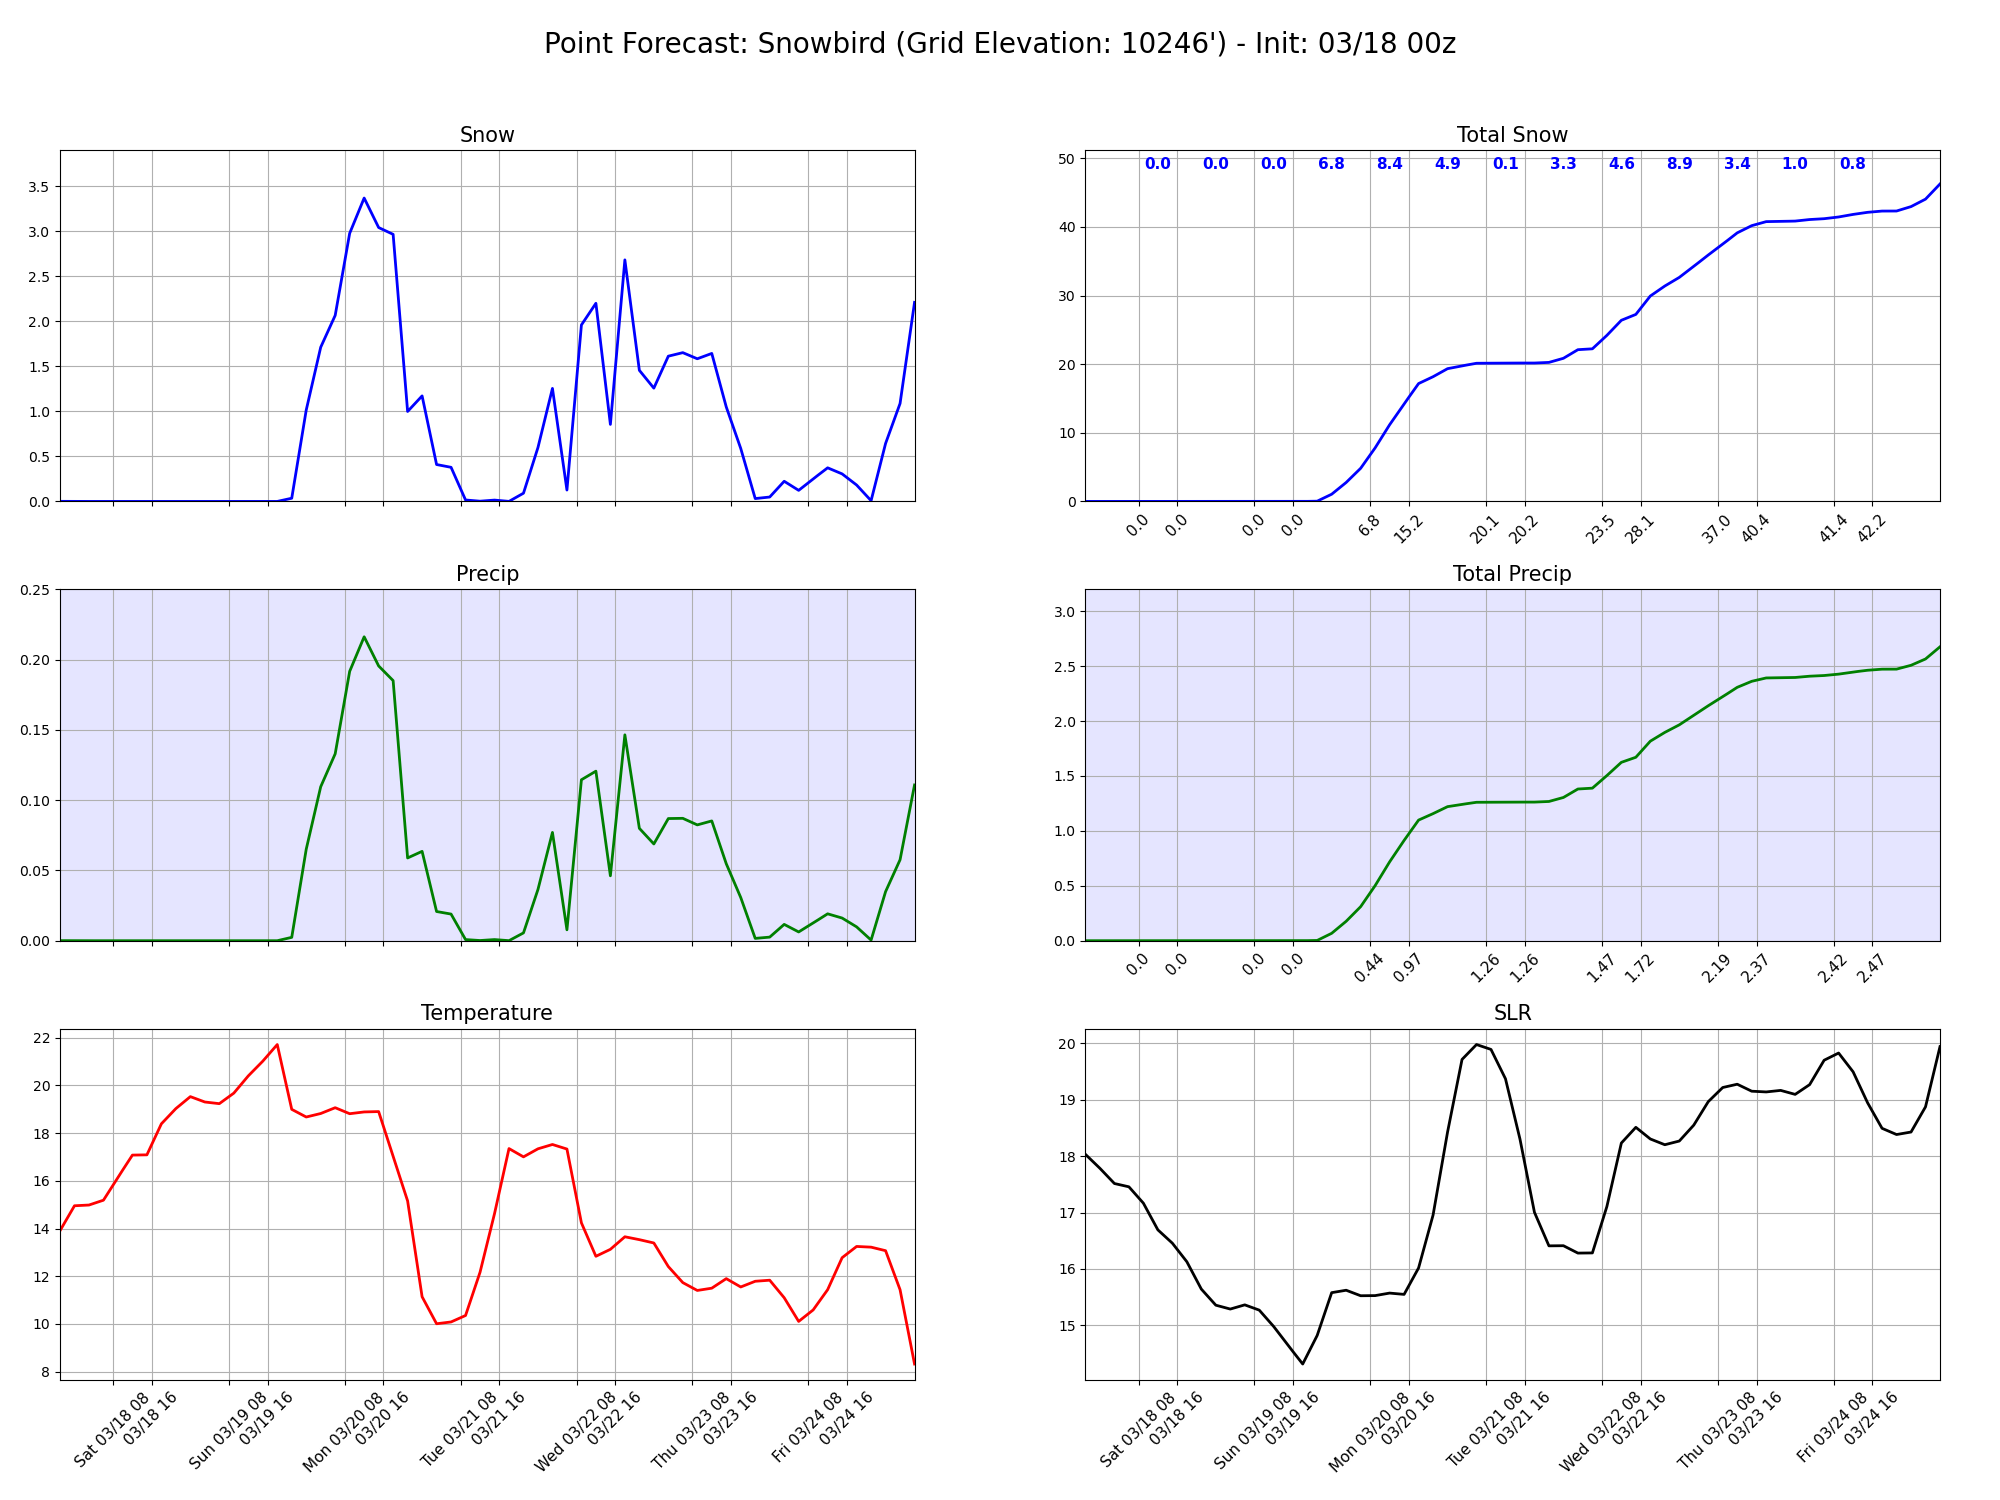 Point Forecast: Snowbird (Grid Elevation: 10246') - Init: 03/18 00z
Snow
3.5
3.0
2.5
2.0
1.5
1.0
0.5
0.0
Total Snow
0.0 0.0 0.0 6.8 8.4 4.9 0.1 3.3 4.6 8.9 3.4 1.0 0.8
50
40
30
20
10
0
0.0 0.0 0.0 0.0 6.8 15.2 20.1 20.2 23.5 28.1 37.0 40.4 41.4 42.2
Precip
0.25
0.20
0.15
0.10
0.05
0.00
Total Precip
3.0
2.5
2.0
1.5
1.0
0.5
0.0
0.0 0.0 0.0 0.0 0.44 0.97 1.26 1.26 1.47 1.72 2.19 2.37 2.42 2.47
Temperature
22
20
18
16
14
12
10
8
Sat 03/18 08
03/18 16
Sun 03/19 08
03/19 16
Mon 03/20 08
03/20 16
Tue 03/21 08
03/21 16
Wed 03/22 08
03/22 16
Thu 03/23 08
03/23 16
Fri 03/24 08
03/24 16
SLR
20
19
18
17
16
15
Sat 03/18 08
03/18 16
Sun 03/19 08
03/19 16
Mon 03/20 08
03/20 16
Tue 03/21 08
03/21 16
Wed 03/22 08
03/22 16
Thu 03/23 08
03/23 16
Fri 03/24 08
03/24 16